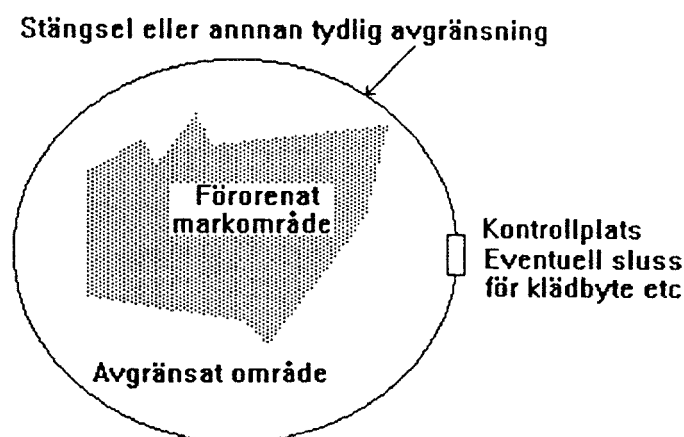 Stängsel eller annnan tydlig avgränsning
Förorenat
markområde
Kontrollplats
Eventuell sluss
för klädbyte etc
Avgränsat område